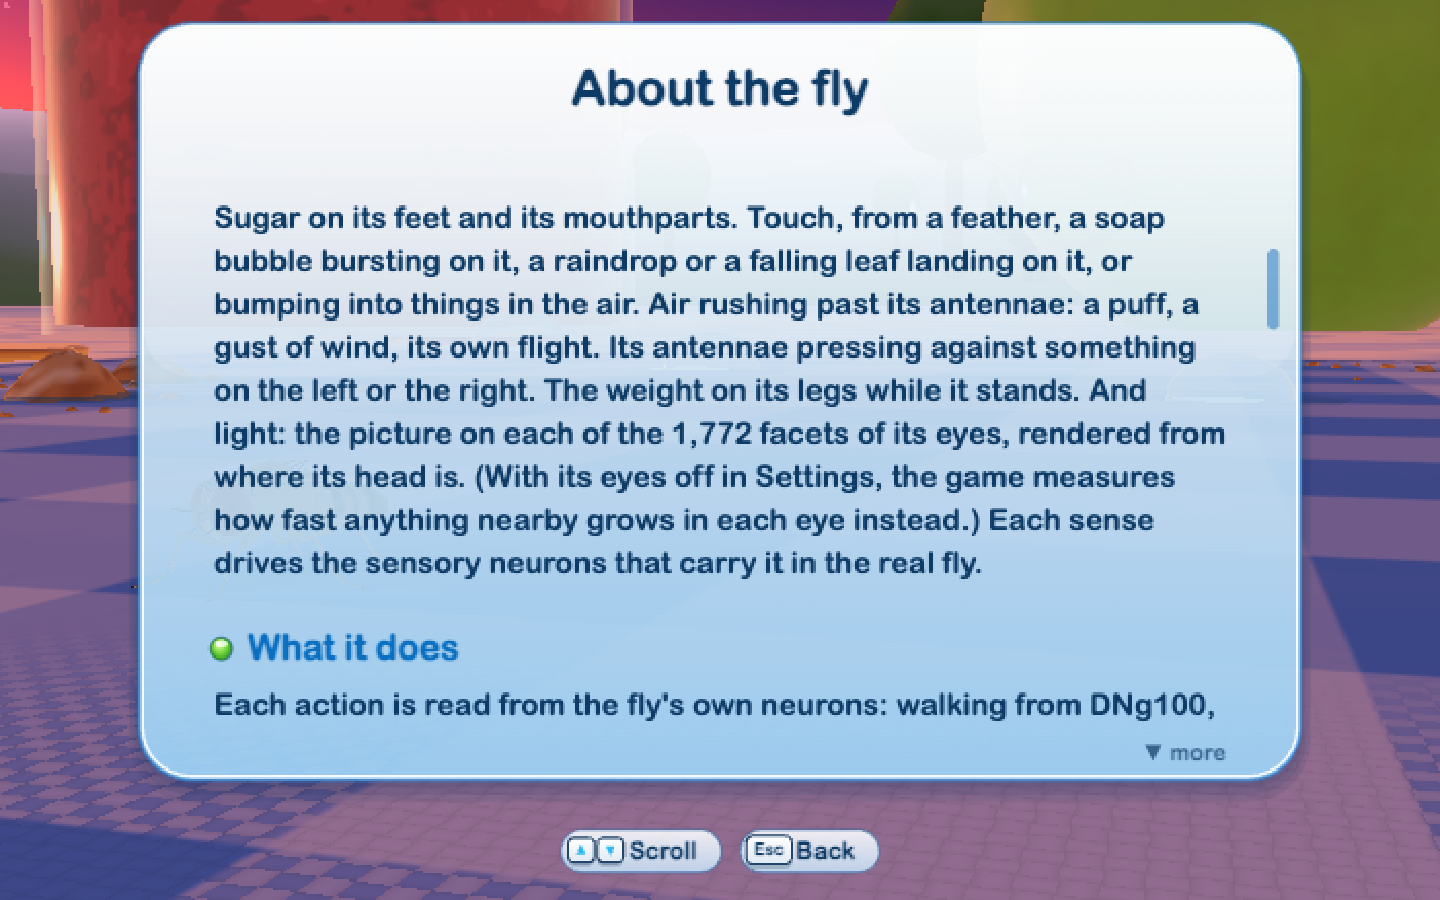 About the fly
Sugar on its feet and its mouthparts. Touch, from a feather, a soap
bubble bursting on it, a raindrop or a falling leaf landing on it, or
bumping into things in the air. Air rushing past its antennae: a puff, a
gust of wind, its own flight. Its antennae pressing against something
on the left or the right. The weight on its legs while it stands. And
light: the picture on each of the 1,772 facets of its eyes, rendered from
where its head is. (With its eyes off in Settings, the game measures
how fast anything nearby grows in each eye instead.) Each sense
drives the sensory neurons that carry it in the real fly.
What it does
Each action is read from the fly's own neurons: walking from DNg100,
▼ more
▲ ▼ Scroll
Esc Back